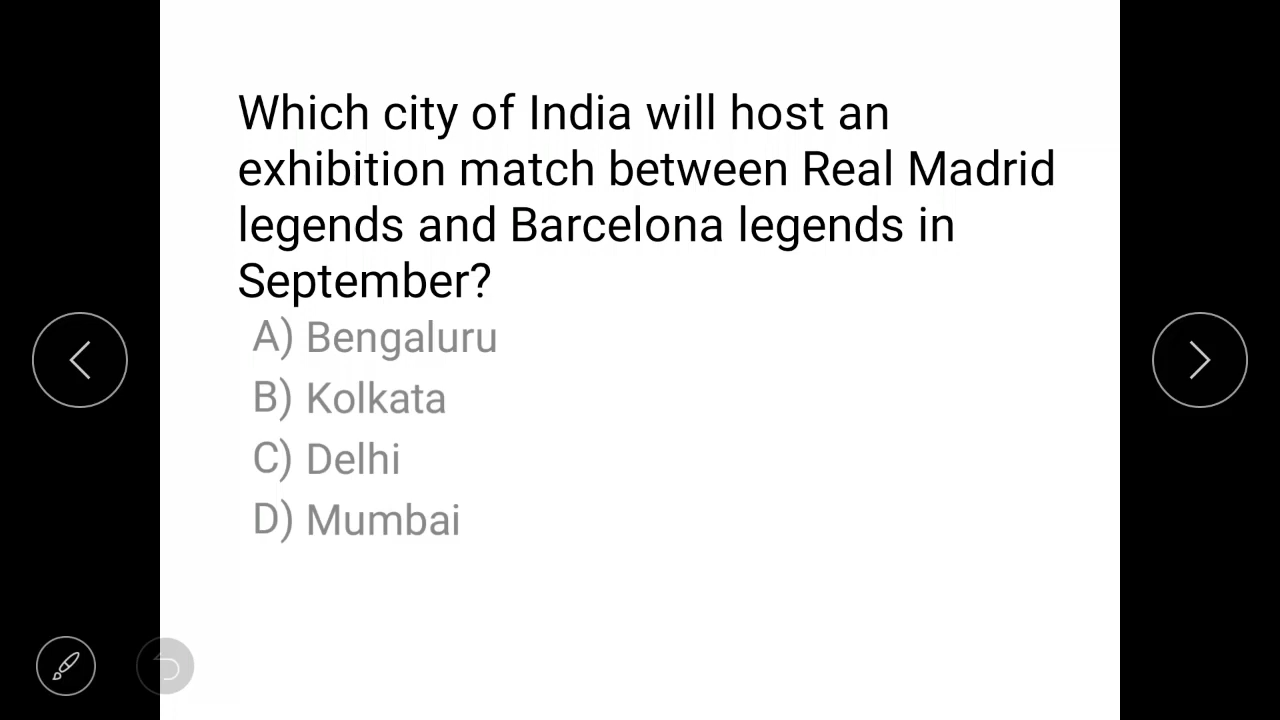 Which city of India will host an
exhibition match between Real Madrid
legends and Barcelona legends in
September?
A) Bengaluru
B) Kolkata
C) Delhi
D) Mumbai